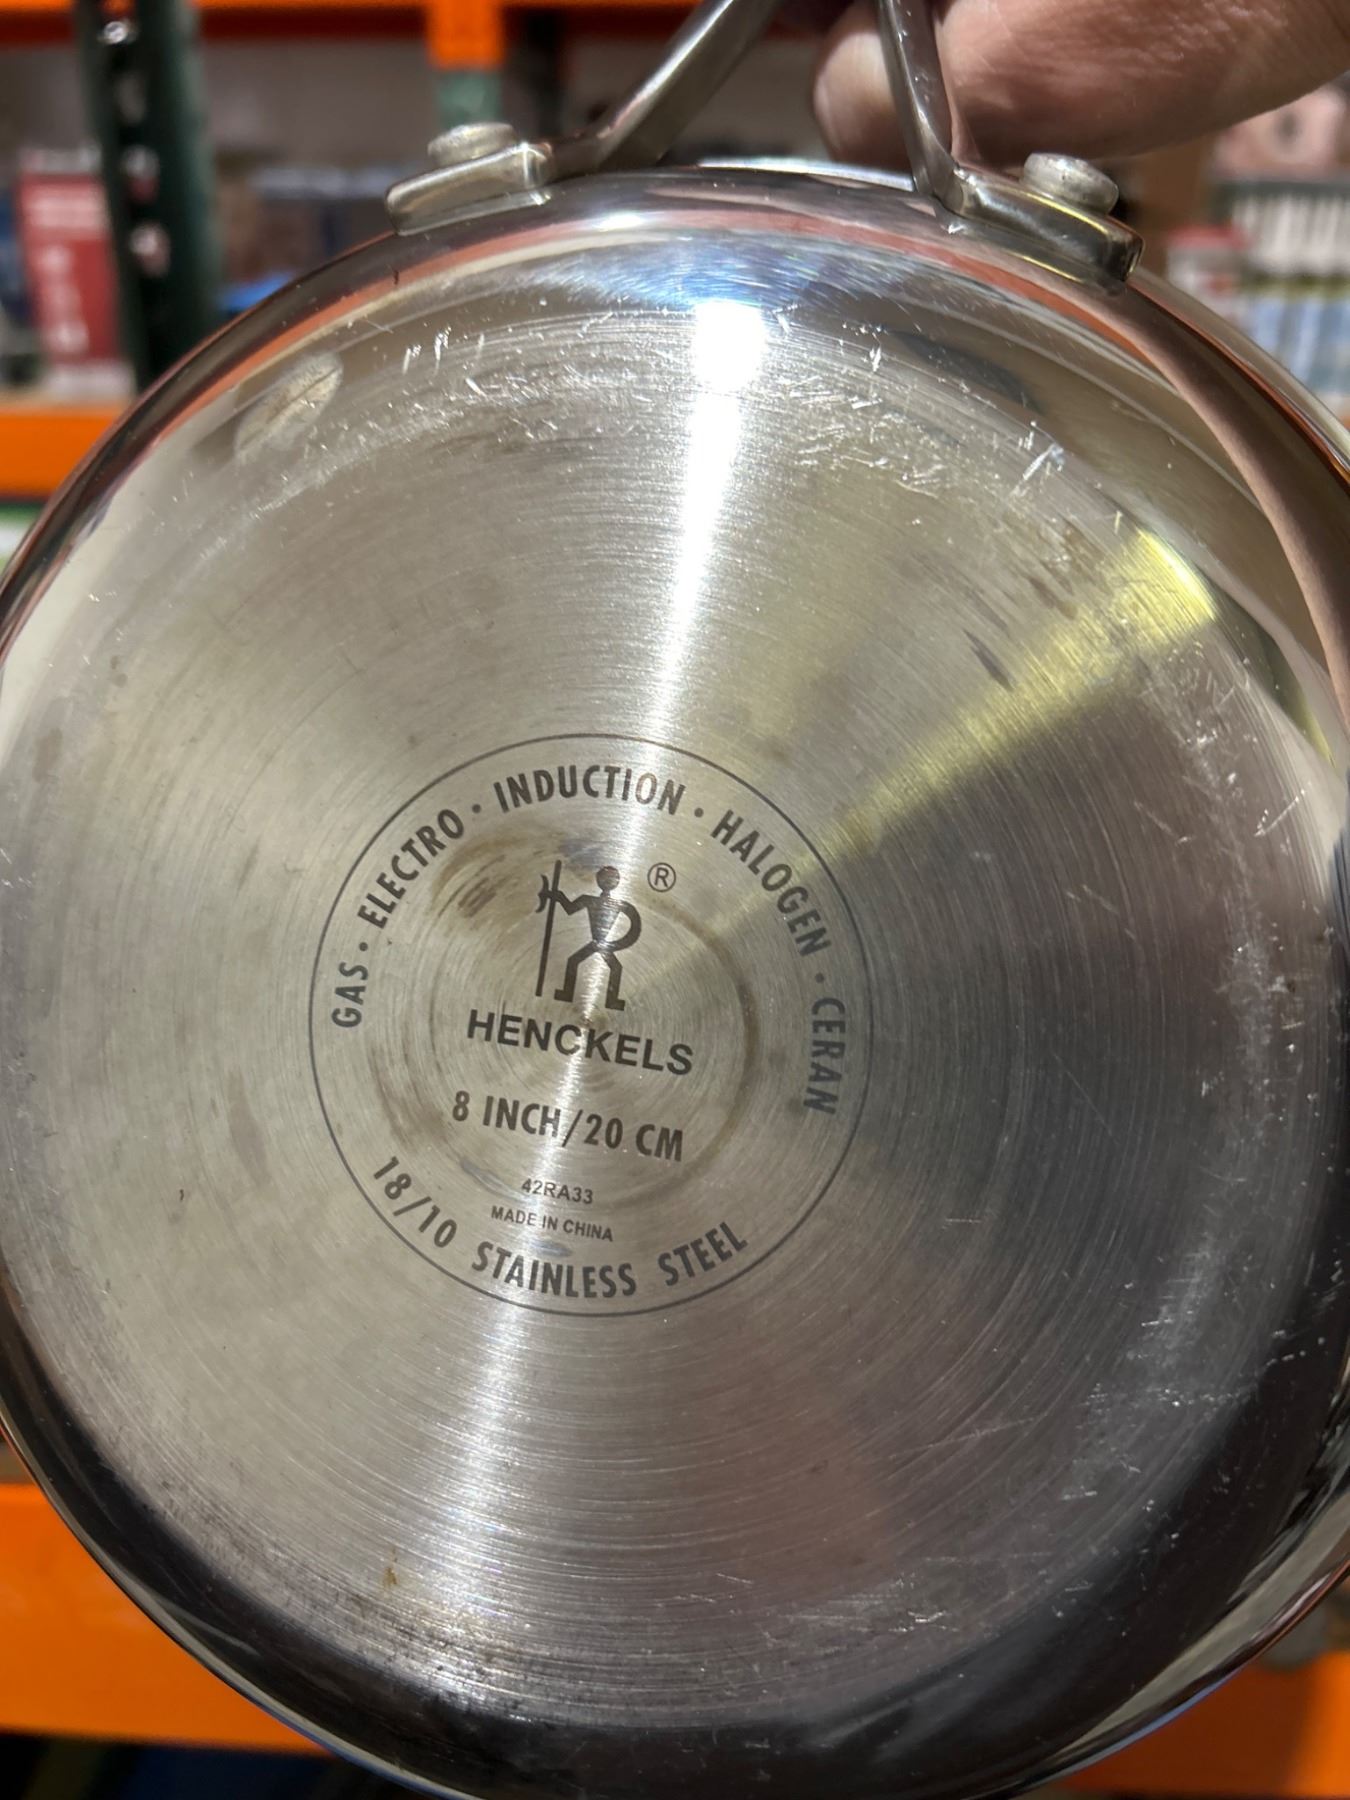 GAS · ELECTRO · INDUCTION · HALOGEN · CERAN
®
HENCKELS
8 INCH/20 CM
42RA33
MADE IN CHINA
18/10 STAINLESS STEEL